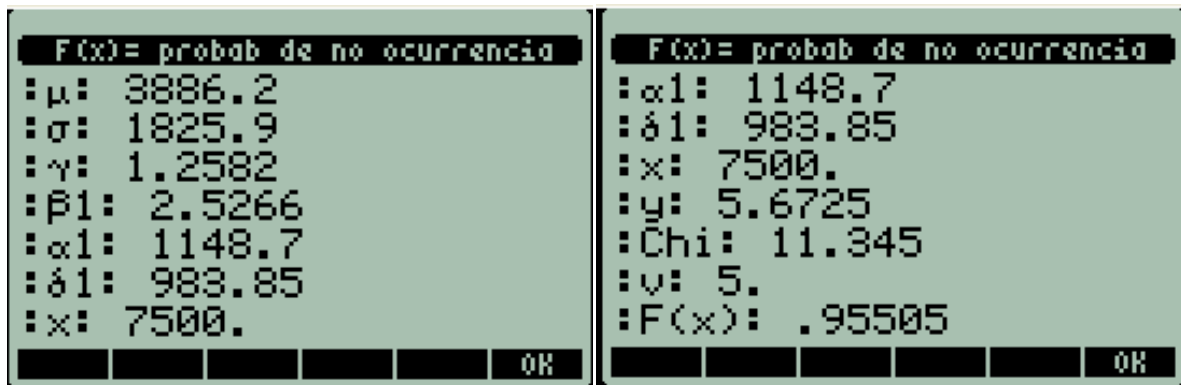 F(x)= probab de no ocurrencia
:μ: 3886.2
:σ: 1825.9
:γ: 1.2582
:β1: 2.5266
:α1: 1148.7
:δ1: 983.85
:x: 7500.
OK
F(x)= probab de no ocurrencia
:α1: 1148.7
:δ1: 983.85
:x: 7500.
:y: 5.6725
:Chi: 11.345
:ν: 5.
:F(x): .95505
OK